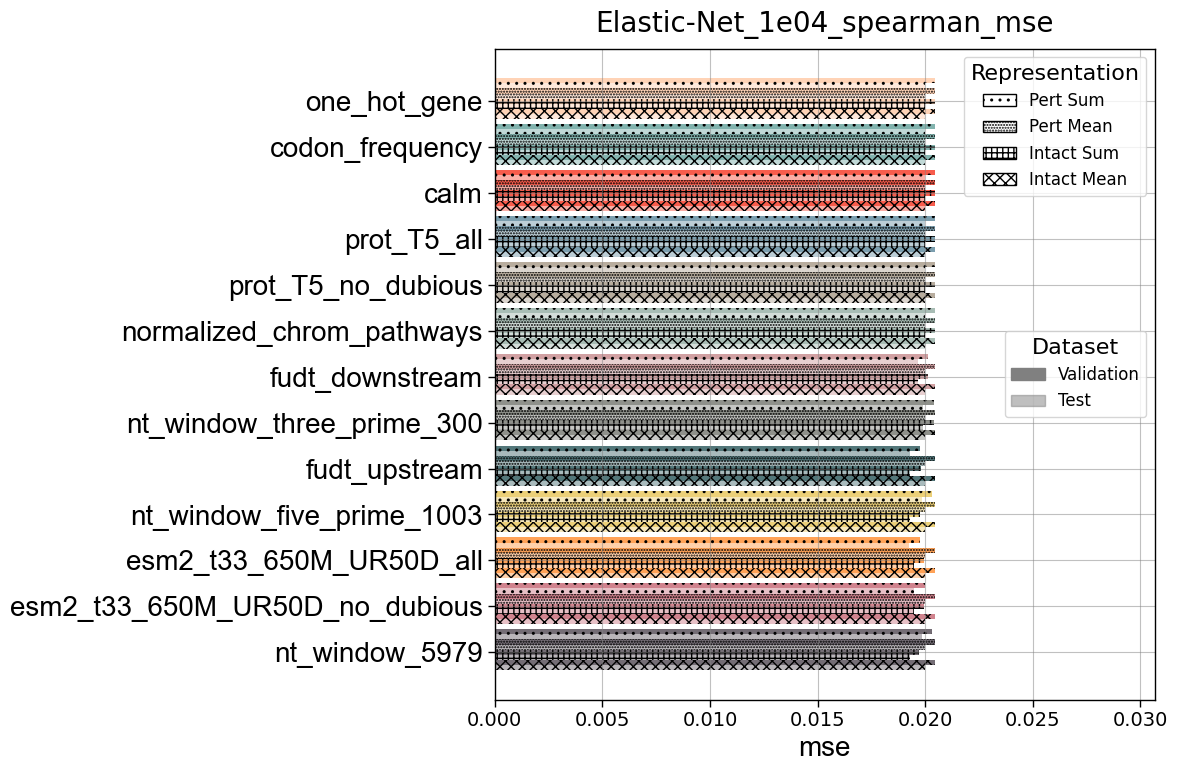 Elastic-Net_1e04_spearman_mse
Representation
Pert Sum
Pert Mean
Intact Sum
Intact Mean
Dataset
Validation
Test
one_hot_gene
codon_frequency
calm
prot_T5_all
prot_T5_no_dubious
normalized_chrom_pathways
fudt_downstream
nt_window_three_prime_300
fudt_upstream
nt_window_five_prime_1003
esm2_t33_650M_UR50D_all
esm2_t33_650M_UR50D_no_dubious
nt_window_5979
0.000 0.005 0.010 0.015 0.020 0.025 0.030
mse